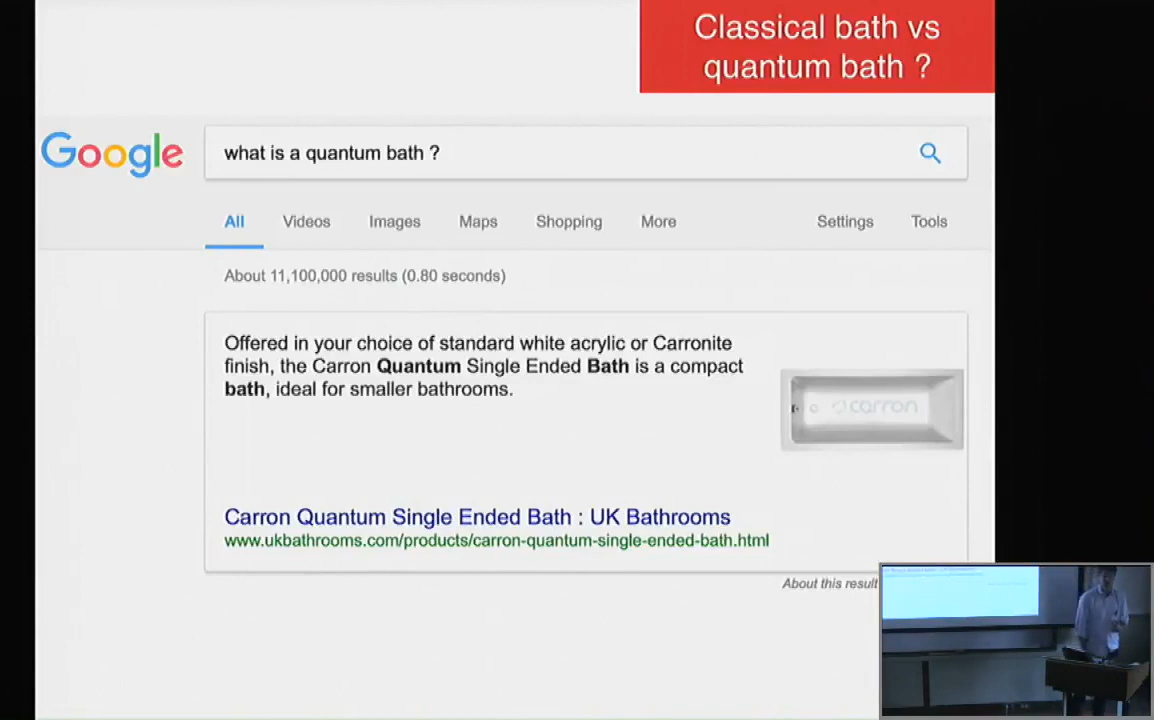 Classical bath vs
quantum bath ?
Google
what is a quantum bath ?
All Videos Images Maps Shopping More Settings Tools
About 11,100,000 results (0.80 seconds)
Offered in your choice of standard white acrylic or Carronite
finish, the Carron Quantum Single Ended Bath is a compact
bath, ideal for smaller bathrooms.
carron
Carron Quantum Single Ended Bath : UK Bathrooms
www.ukbathrooms.com/products/carron-quantum-single-ended-bath.html
About this result